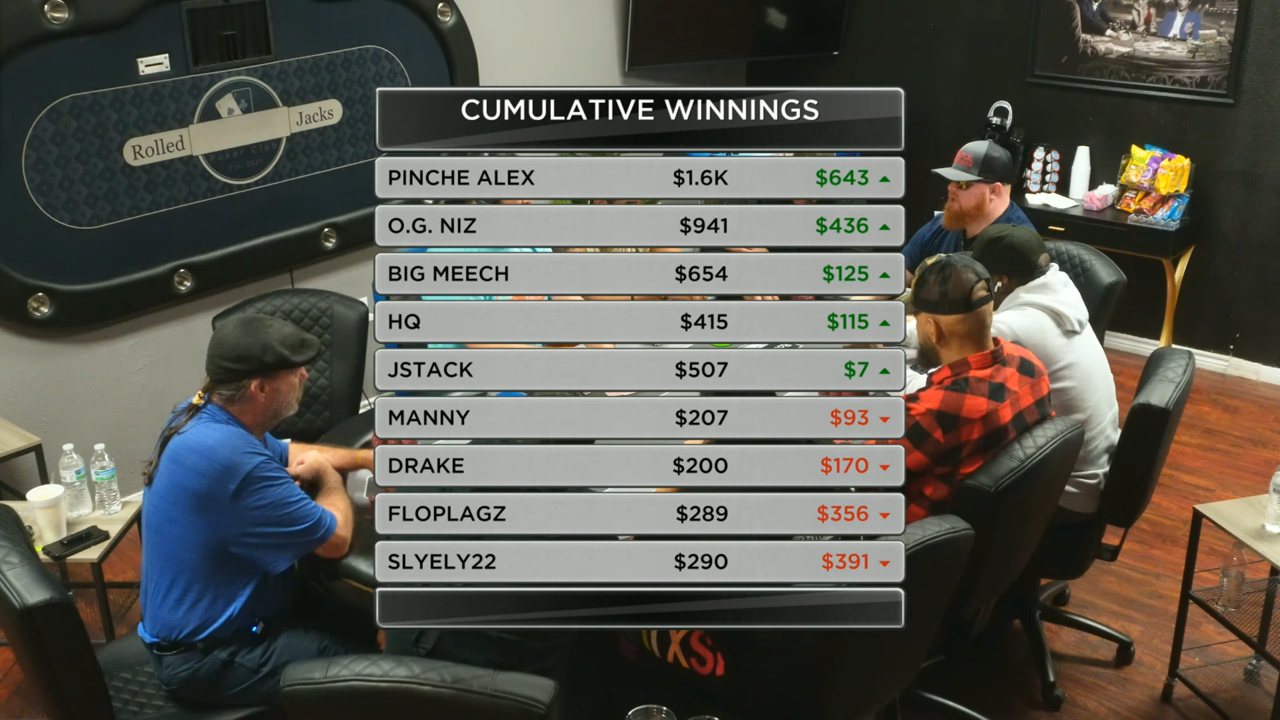 CUMULATIVE WINNINGS
PINCHE ALEX $1.6K $643
O.G. NIZ $941 $436
BIG MEECH $654 $125
HQ $415 $115
JSTACK $507 $7
MANNY $207 $93
DRAKE $200 $170
FLOPLAGZ $289 $356
SLYELY22 $290 $391
Rolled Jacks
TXS